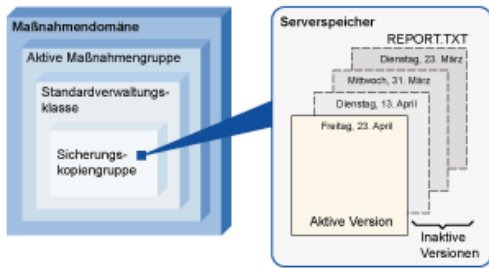 Maßnahmendomäne
Aktive Maßnahmengruppe
Standardverwaltungs-
klasse
Sicherungs-
kopiengruppe
Serverspeicher
REPORT.TXT
Dienstag, 23. März
Mittwoch, 31. März
Dienstag, 13. April
Freitag, 23. April
Aktive Version
Inaktive
Versionen